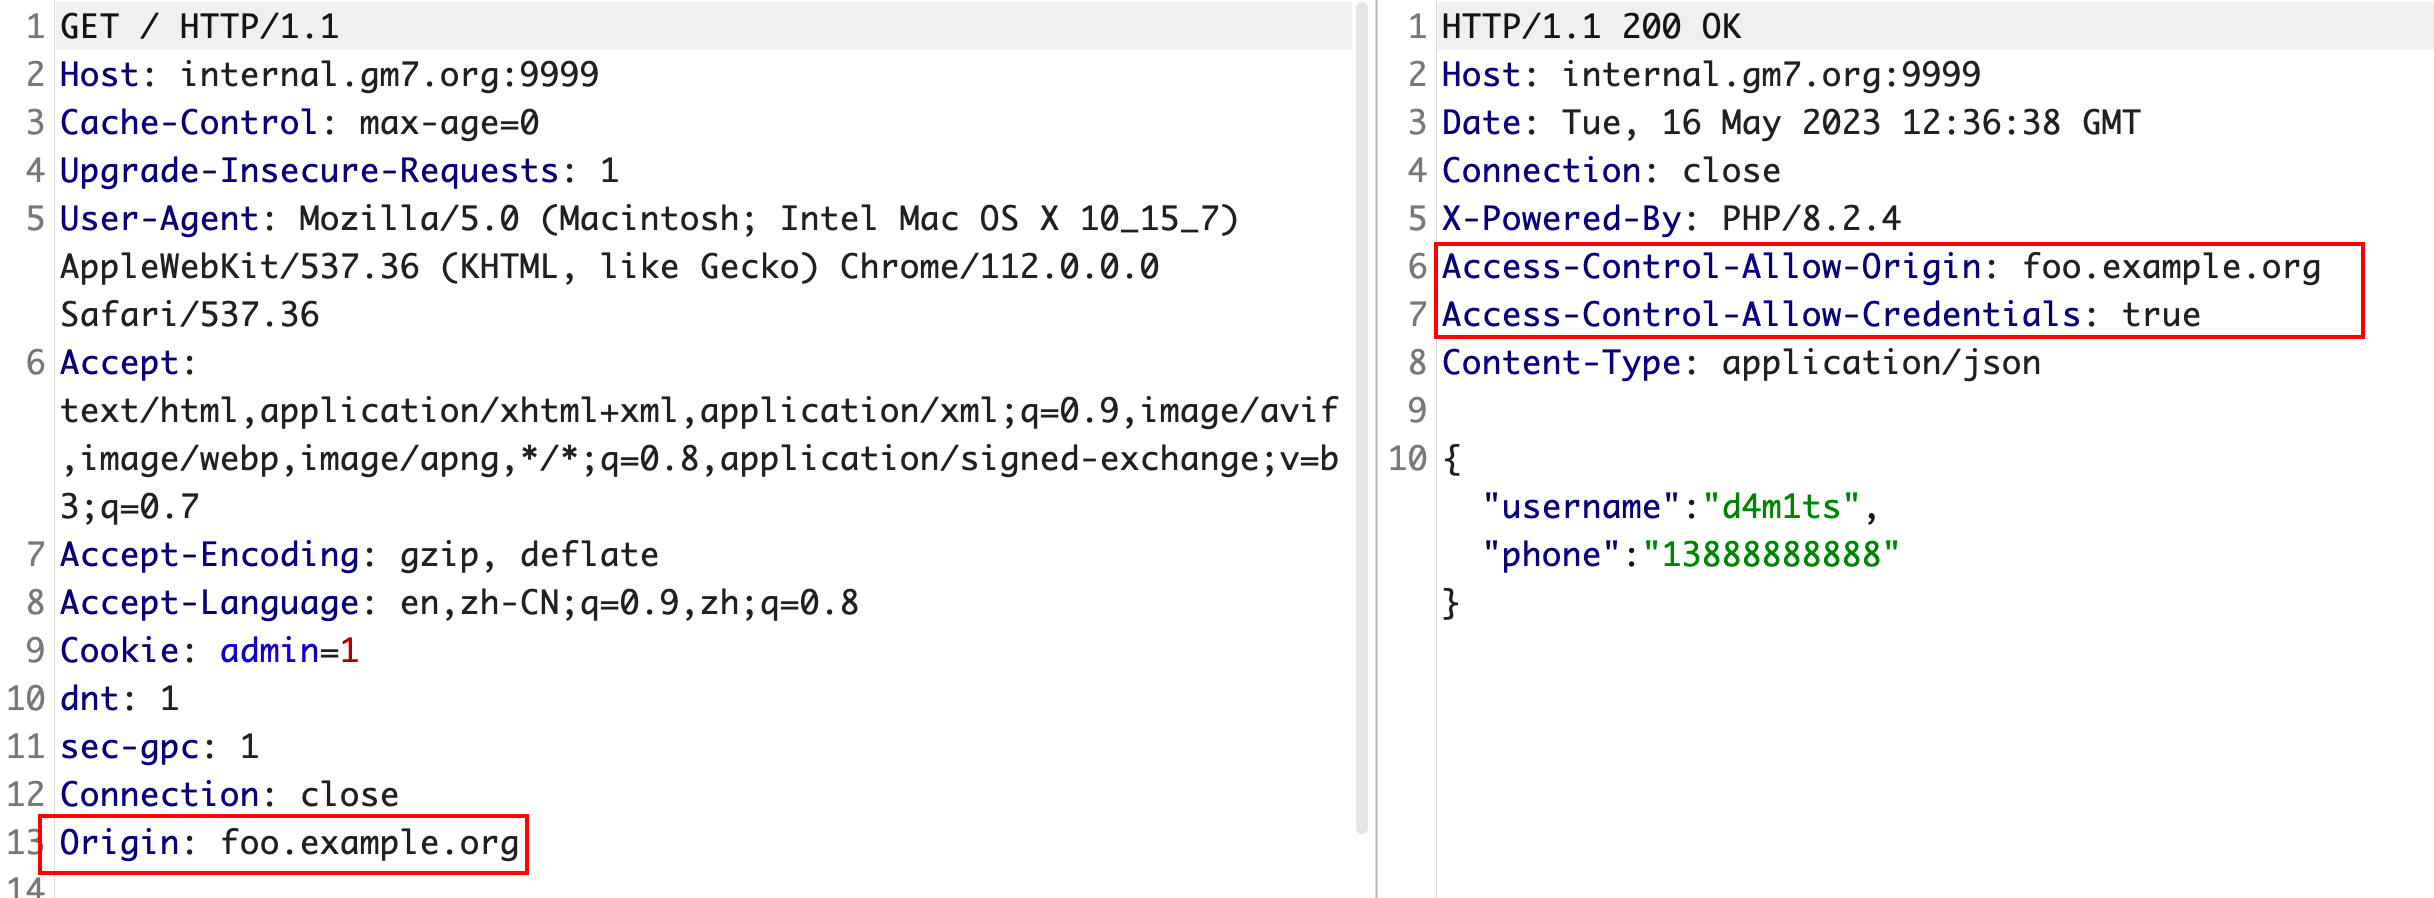 1 GET / HTTP/1.1
2 Host: internal.gm7.org:9999
3 Cache-Control: max-age=0
4 Upgrade-Insecure-Requests: 1
5 User-Agent: Mozilla/5.0 (Macintosh; Intel Mac OS X 10_15_7)
AppleWebKit/537.36 (KHTML, like Gecko) Chrome/112.0.0.0
Safari/537.36
6 Accept:
text/html,application/xhtml+xml,application/xml;q=0.9,image/avif
,image/webp,image/apng,*/*;q=0.8,application/signed-exchange;v=b
3;q=0.7
7 Accept-Encoding: gzip, deflate
8 Accept-Language: en,zh-CN;q=0.9,zh;q=0.8
9 Cookie: admin=1
10 dnt: 1
11 sec-gpc: 1
12 Connection: close
13 Origin: foo.example.org
14
1 HTTP/1.1 200 OK
2 Host: internal.gm7.org:9999
3 Date: Tue, 16 May 2023 12:36:38 GMT
4 Connection: close
5 X-Powered-By: PHP/8.2.4
6 Access-Control-Allow-Origin: foo.example.org
7 Access-Control-Allow-Credentials: true
8 Content-Type: application/json
9
10 {
"username":"d4m1ts",
"phone":"13888888888"
}